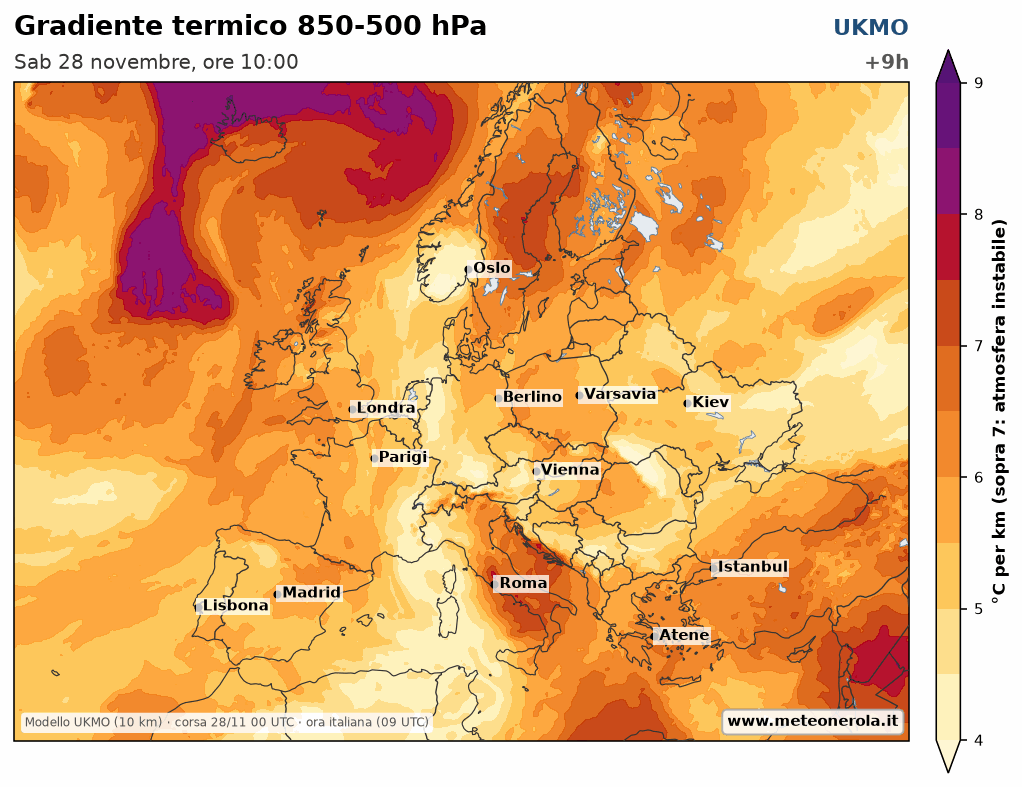 Gradiente termico 850-500 hPa
UKMO
Sab 28 novembre, ore 10:00
+9h
Oslo
Londra
Berlino
Varsavia
Kiev
Parigi
Vienna
Istanbul
Roma
Madrid
Lisbona
Atene
Modello UKMO (10 km) · corsa 28/11 00 UTC · ora italiana (09 UTC)
www.meteonerola.it
9
8
7
6
5
4
°C per km (sopra 7: atmosfera instabile)